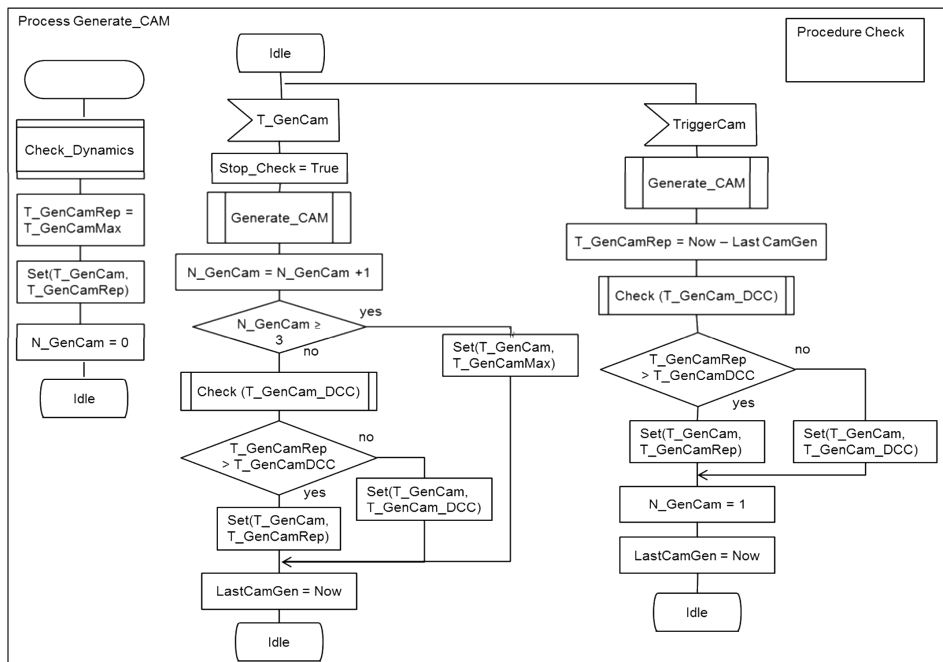 Process Generate_CAM
Procedure Check
Check_Dynamics
T_GenCamRep =
T_GenCamMax
Set(T_GenCam,
T_GenCamRep)
N_GenCam = 0
Idle
Idle
T_GenCam
Stop_Check = True
Generate_CAM
N_GenCam = N_GenCam +1
N_GenCam ≥
3
yes
no
Set(T_GenCam,
T_GenCamMax)
Check (T_GenCam_DCC)
T_GenCamRep
> T_GenCamDCC
no
yes
Set(T_GenCam,
T_GenCam_DCC)
Set(T_GenCam,
T_GenCamRep)
LastCamGen = Now
Idle
TriggerCam
Generate_CAM
T_GenCamRep = Now – Last CamGen
Check (T_GenCam_DCC)
T_GenCamRep
> T_GenCamDCC
no
yes
Set(T_GenCam,
T_GenCamRep)
Set(T_GenCam,
T_GenCam_DCC)
N_GenCam = 1
LastCamGen = Now
Idle